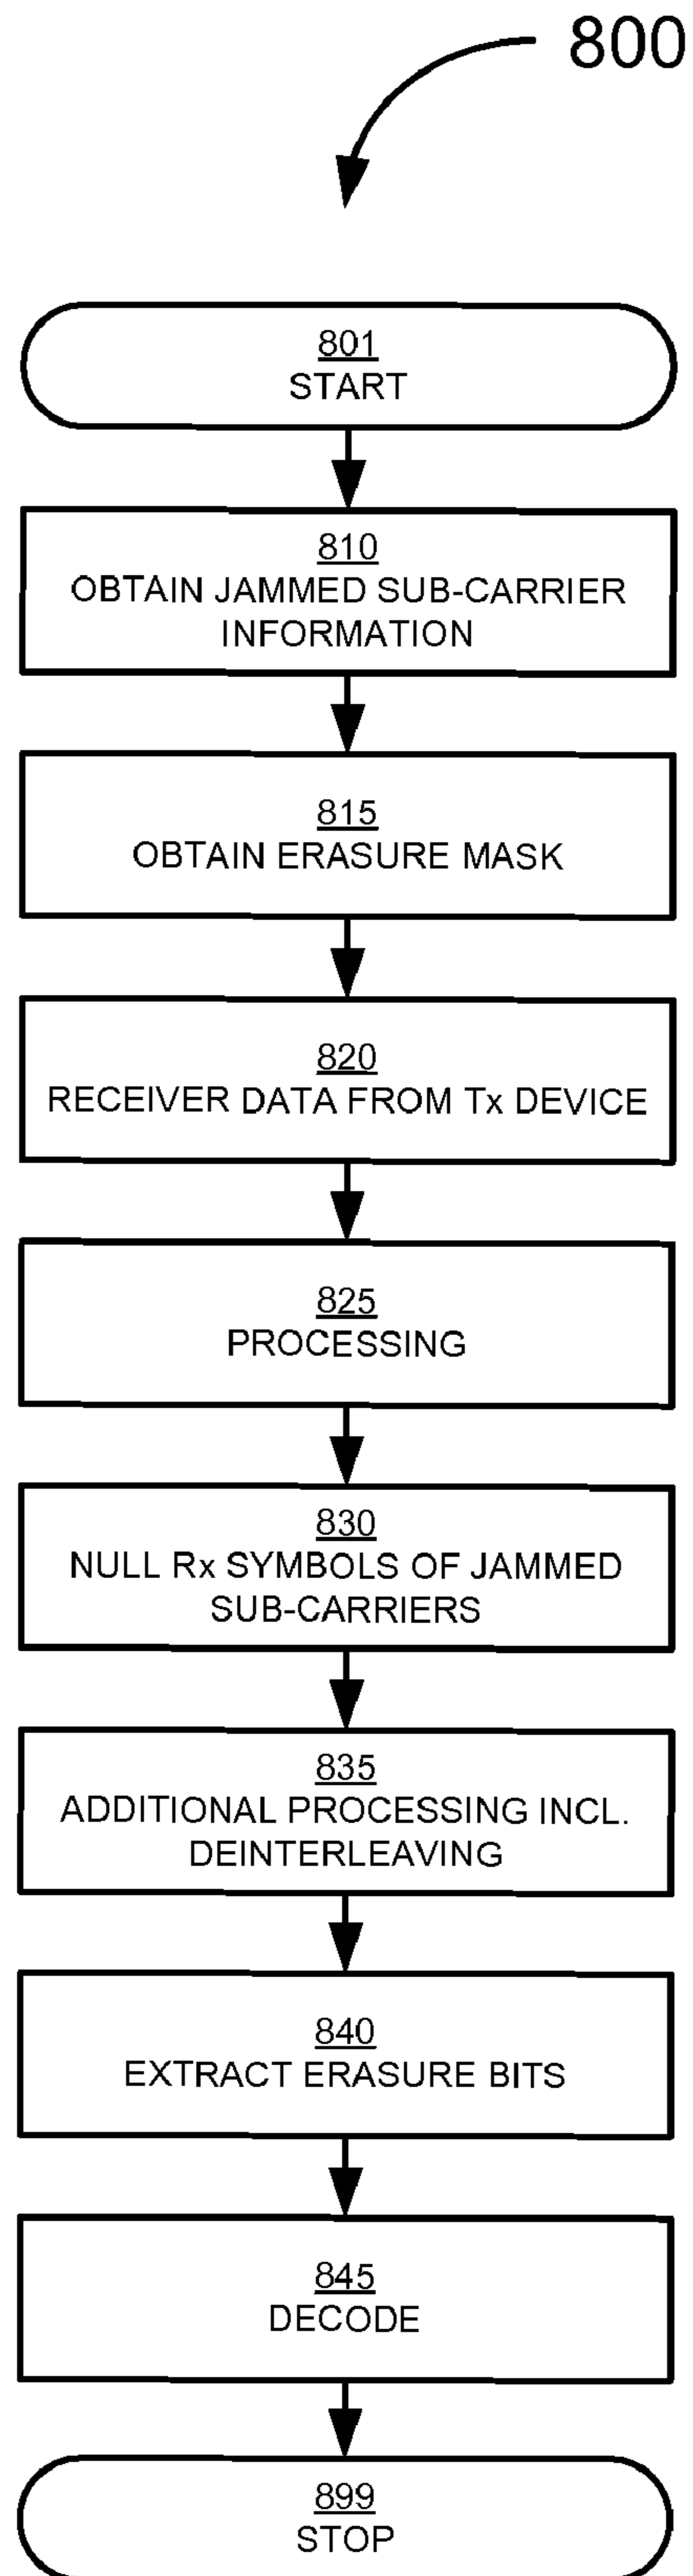 800
801
START
810
OBTAIN JAMMED SUB-CARRIER
INFORMATION
815
OBTAIN ERASURE MASK
820
RECEIVER DATA FROM Tx DEVICE
825
PROCESSING
830
NULL Rx SYMBOLS OF JAMMED
SUB-CARRIERS
835
ADDITIONAL PROCESSING INCL.
DEINTERLEAVING
840
EXTRACT ERASURE BITS
845
DECODE
899
STOP